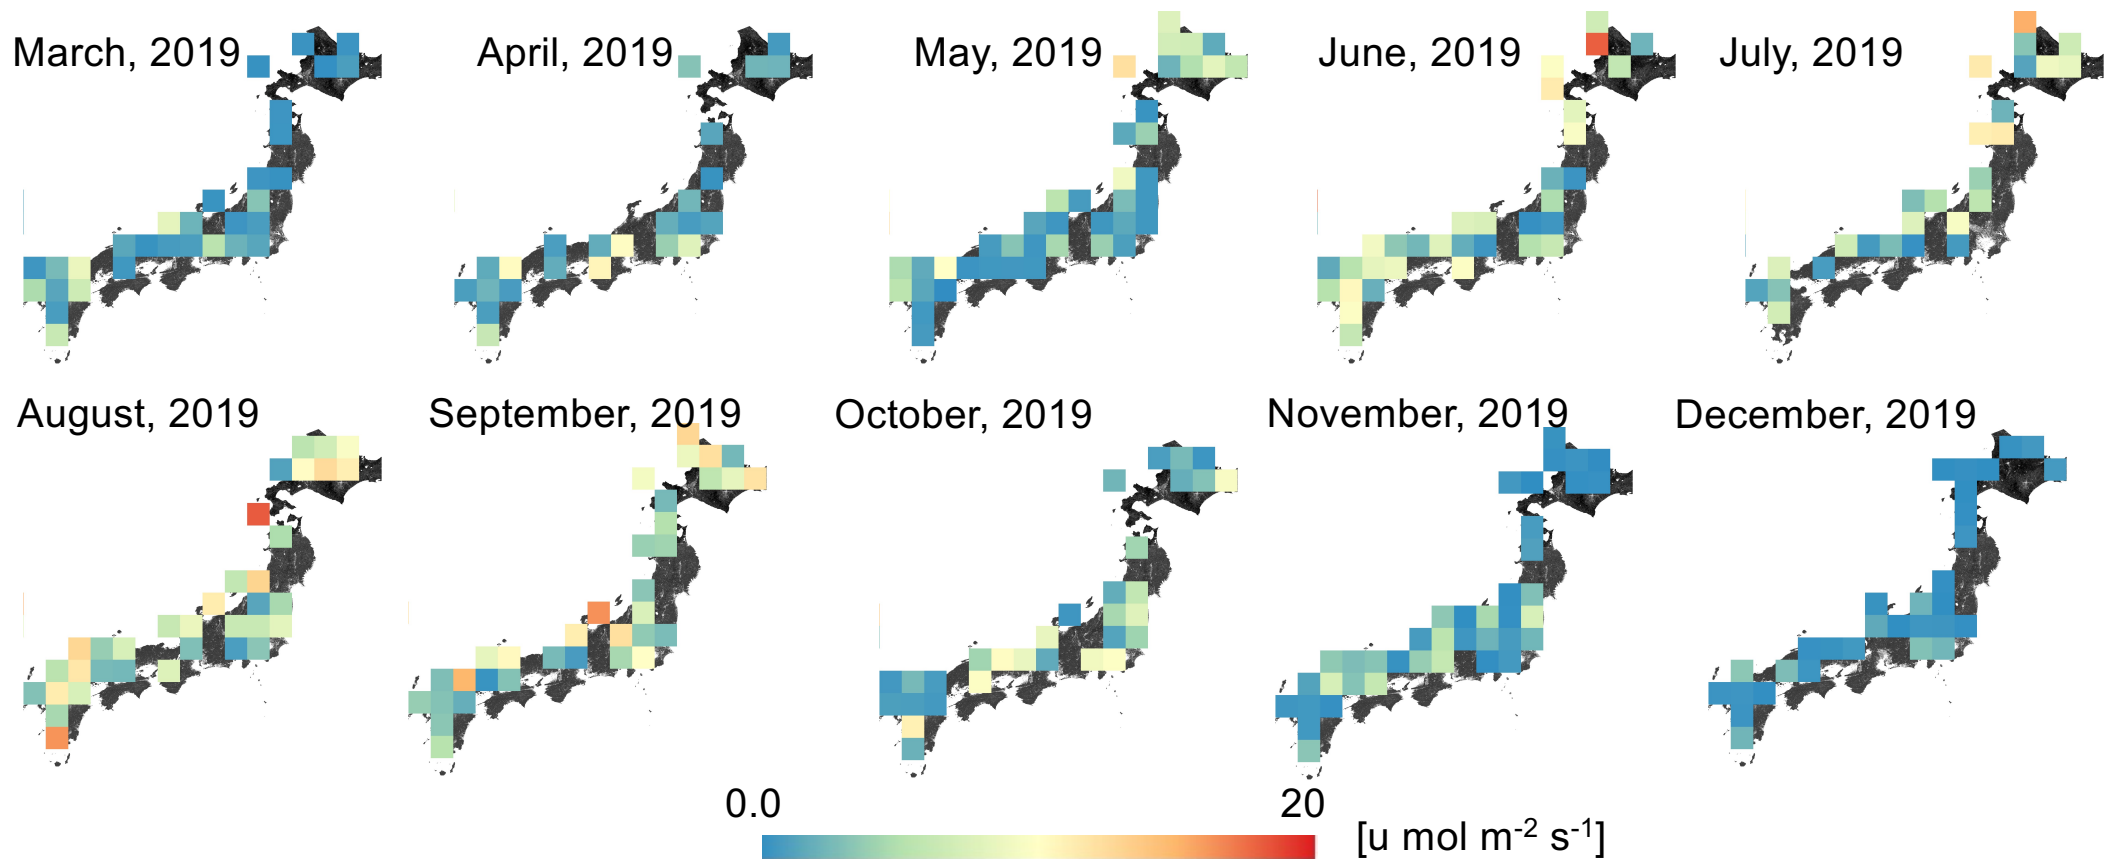 March, 2019
April, 2019
May, 2019
June, 2019
July, 2019
August, 2019
September, 2019
October, 2019
November, 2019
December, 2019
0.0
20
[u mol m⁻² s⁻¹]